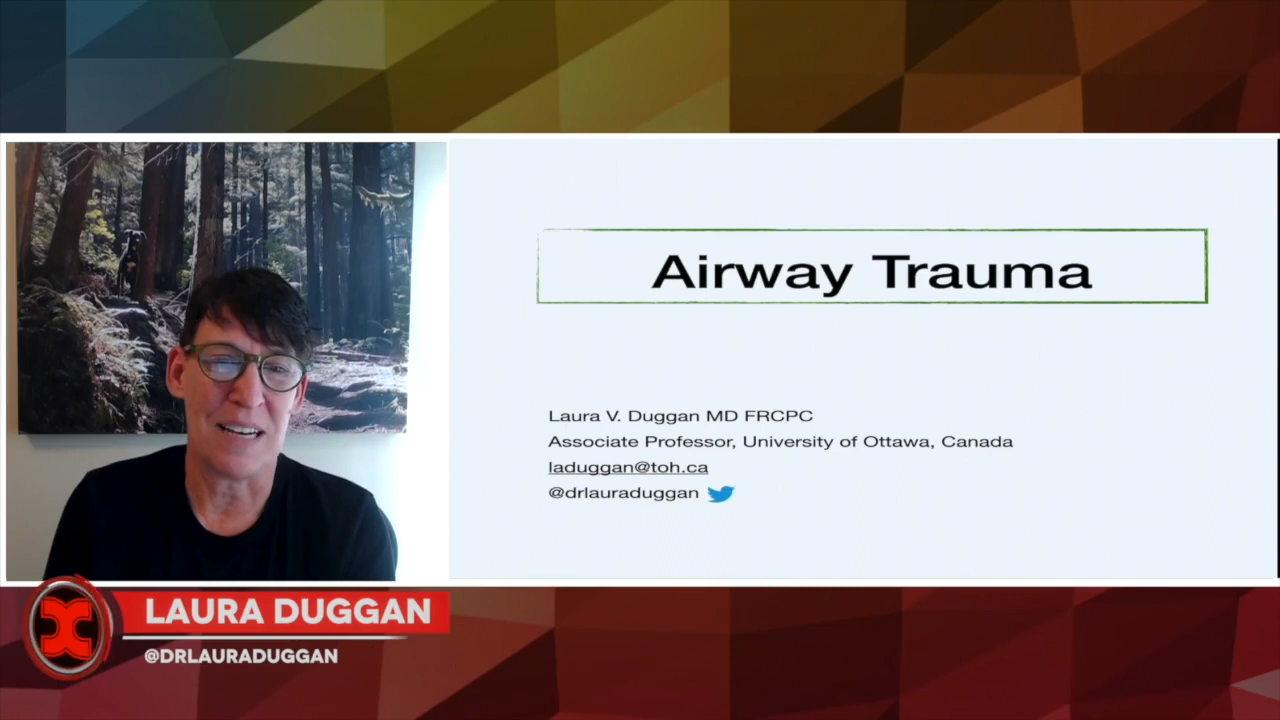 Airway Trauma
Laura V. Duggan MD FRCPC
Associate Professor, University of Ottawa, Canada
laduggan@toh.ca
@drlauraduggan
LAURA DUGGAN
@DRLAURADUGGAN